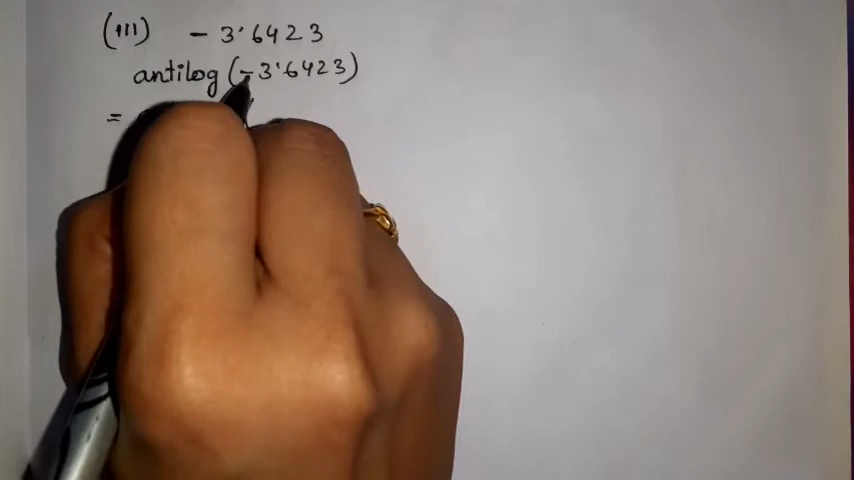 (iii) - 3.6423
antilog (-3.6423)
=